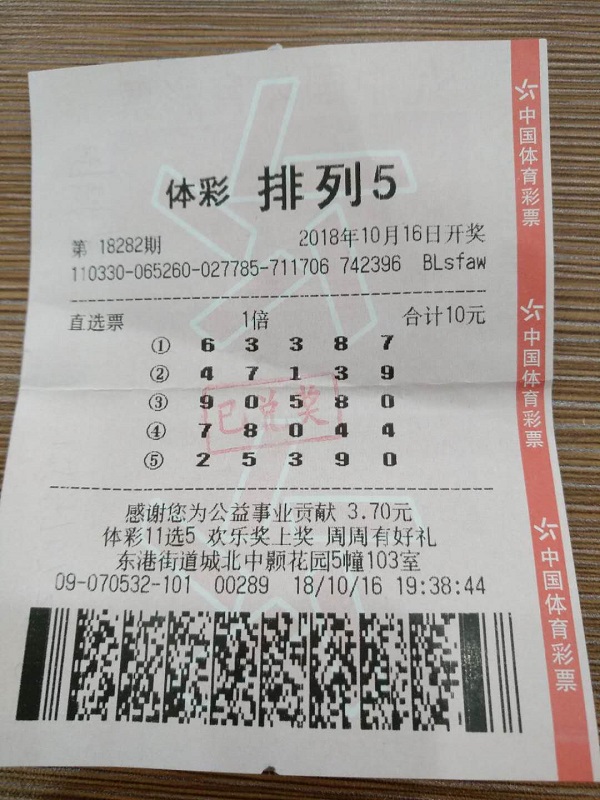 体彩 排列5
第 18282期 2018年10月16日开奖
110330-065260-027785-711706 742396 BLsfaw
直选票 1倍 合计10元
① 6 3 3 8 7
② 4 7 1 3 9
③ 9 0 5 8 0
④ 7 8 0 4 4
⑤ 2 5 3 9 0
已兑奖
感谢您为公益事业贡献 3.70元
体彩11选5 欢乐奖上奖 周周有好礼
东港街道城北中颢花园5幢103室
09-070532-101 00289 18/10/16 19:38:44
中国体育彩票
中国体育彩票
中国体育彩票